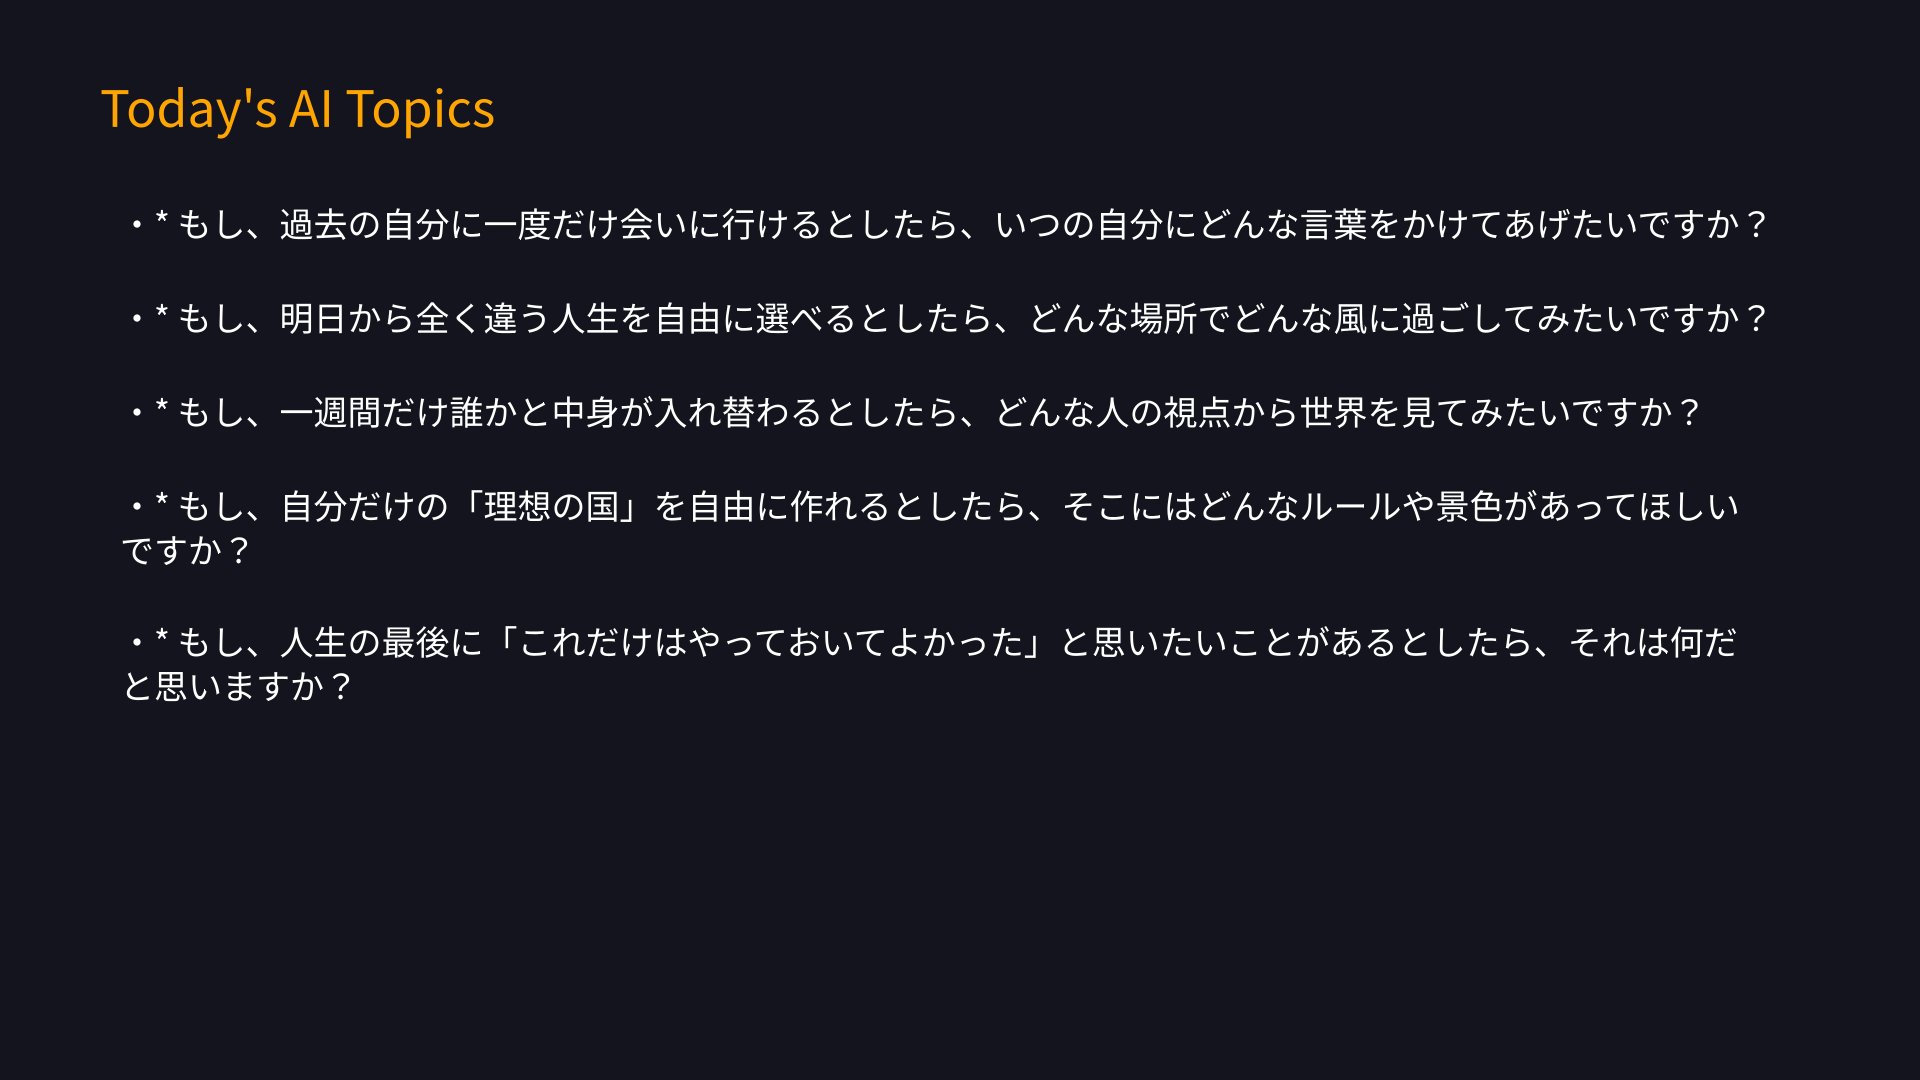 Today's AI Topics
・* もし、過去の自分に一度だけ会いに行けるとしたら、いつの自分にどんな言葉をかけてあげたいですか？
・* もし、明日から全く違う人生を自由に選べるとしたら、どんな場所でどんな風に過ごしてみたいですか？
・* もし、一週間だけ誰かと中身が入れ替わるとしたら、どんな人の視点から世界を見てみたいですか？
・* もし、自分だけの「理想の国」を自由に作れるとしたら、そこにはどんなルールや景色があってほしい
ですか？
・* もし、人生の最後に「これだけはやっておいてよかった」と思いたいことがあるとしたら、それは何だ
と思いますか？